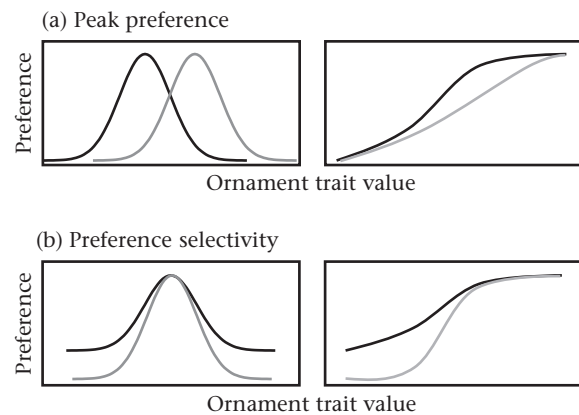 (a) Peak preference
Preference
Ornament trait value
(b) Preference selectivity
Preference
Ornament trait value